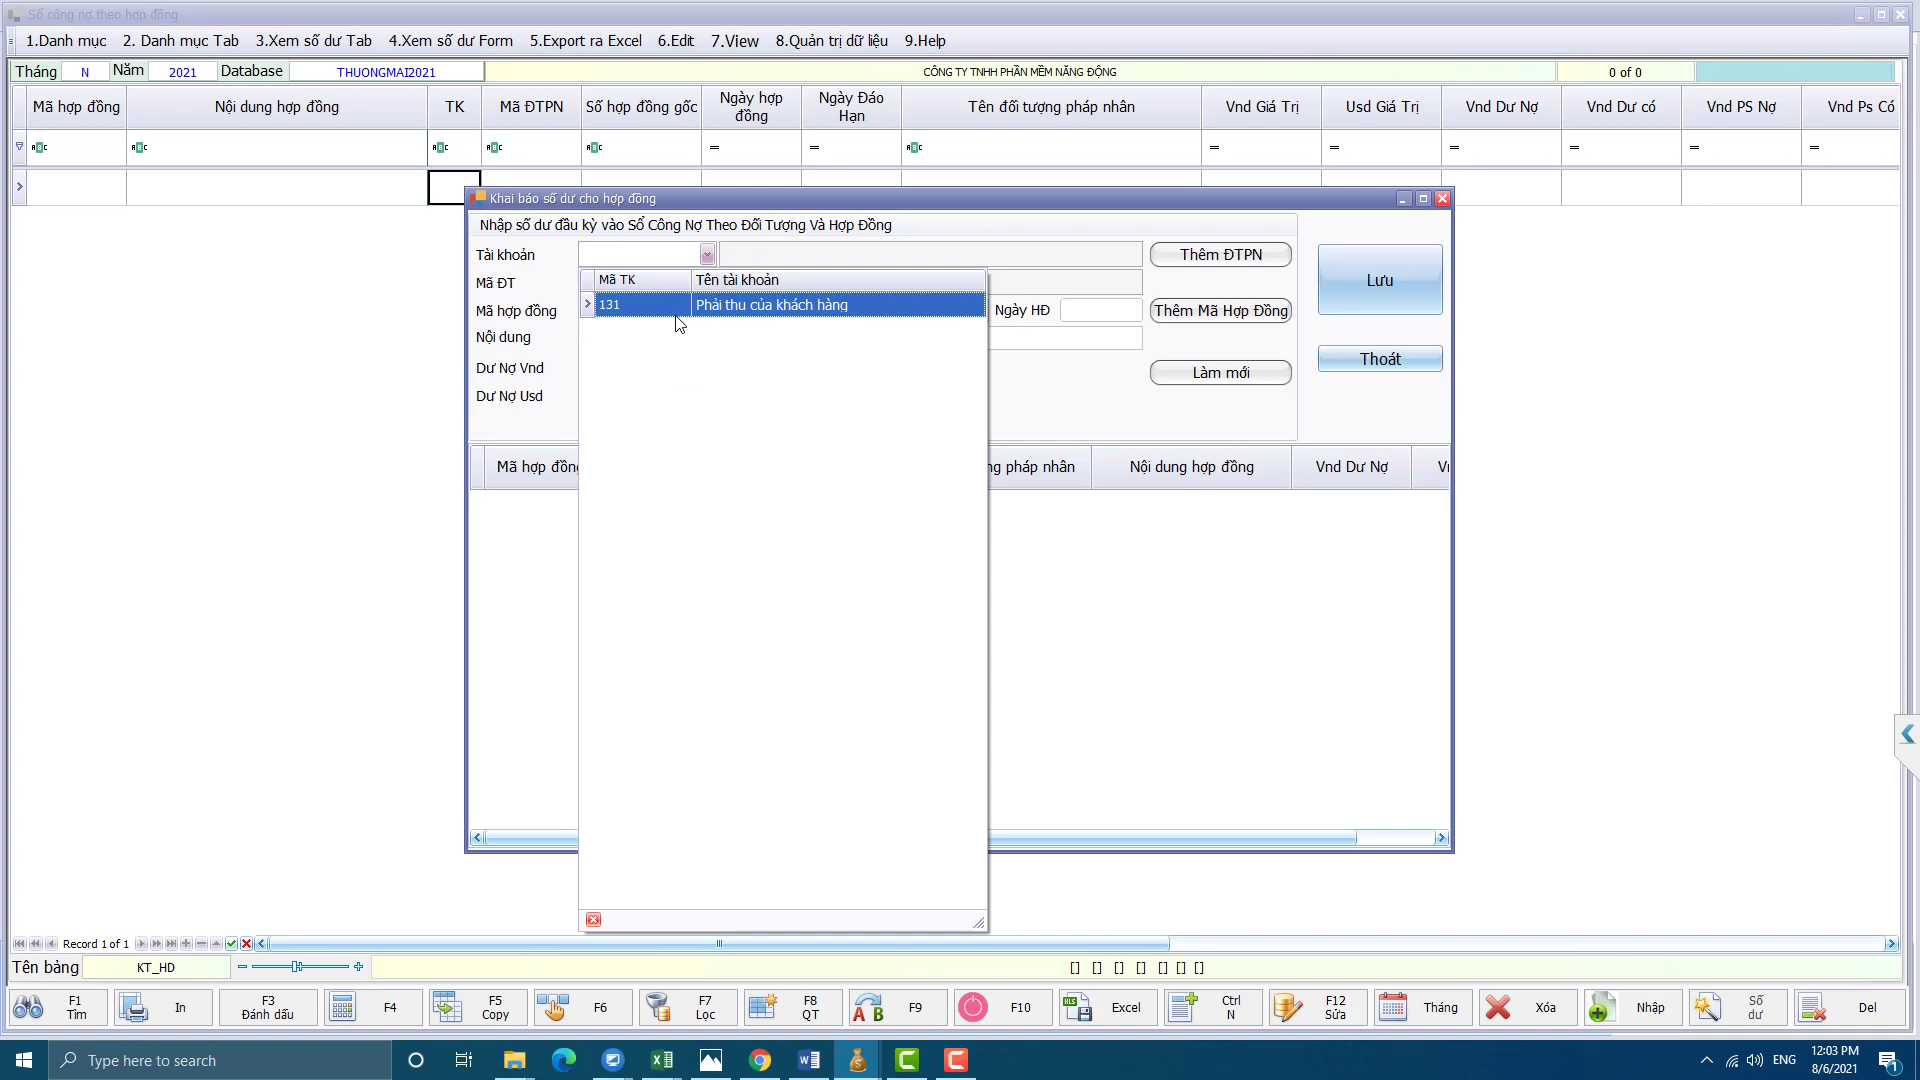 Sổ công nợ theo hợp đồng
1.Danh mục 2. Danh mục Tab 3.Xem số dư Tab 4.Xem số dư Form 5.Export ra Excel 6.Edit 7.View 8.Quản trị dữ liệu 9.Help
Tháng N Năm 2021 Database THUONGMAI2021 CÔNG TY TNHH PHẦN MỀM NĂNG ĐỘNG 0 of 0
Mã hợp đồng Nội dung hợp đồng TK Mã ĐTPN Số hợp đồng gốc Ngày hợp đồng Ngày Đáo Hạn Tên đối tượng pháp nhân Vnd Giá Trị Usd Giá Trị Vnd Dư Nợ Vnd Dư có Vnd PS Nợ Vnd Ps Có
ABC ABC ABC ABC ABC = = ABC = = = = = =
Khai báo số dư cho hợp đồng
Nhập số dư đầu kỳ vào Sổ Công Nợ Theo Đối Tượng Và Hợp Đồng
Tài khoản Thêm ĐTPN
Mã TK Tên tài khoản
131 Phải thu của khách hàng
Mã ĐT Lưu
Mã hợp đồng Ngày HĐ Thêm Mã Hợp Đồng
Nội dung
Thoát
Dư Nợ Vnd Làm mới
Dư Nợ Usd
Mã hợp đồng ng pháp nhân Nội dung hợp đồng Vnd Dư Nợ
Record 1 of 1
Tên bảng KT_HD [] [] [] [] [] [] []
F1 Tìm In F3 Đánh dấu F4 F5 Copy F6 F7 Lọc F8 QT F9 F10 Excel Ctrl N F12 Sửa Tháng Xóa Nhập Số dư Del
Type here to search ENG 12:03 PM
8/6/2021 1